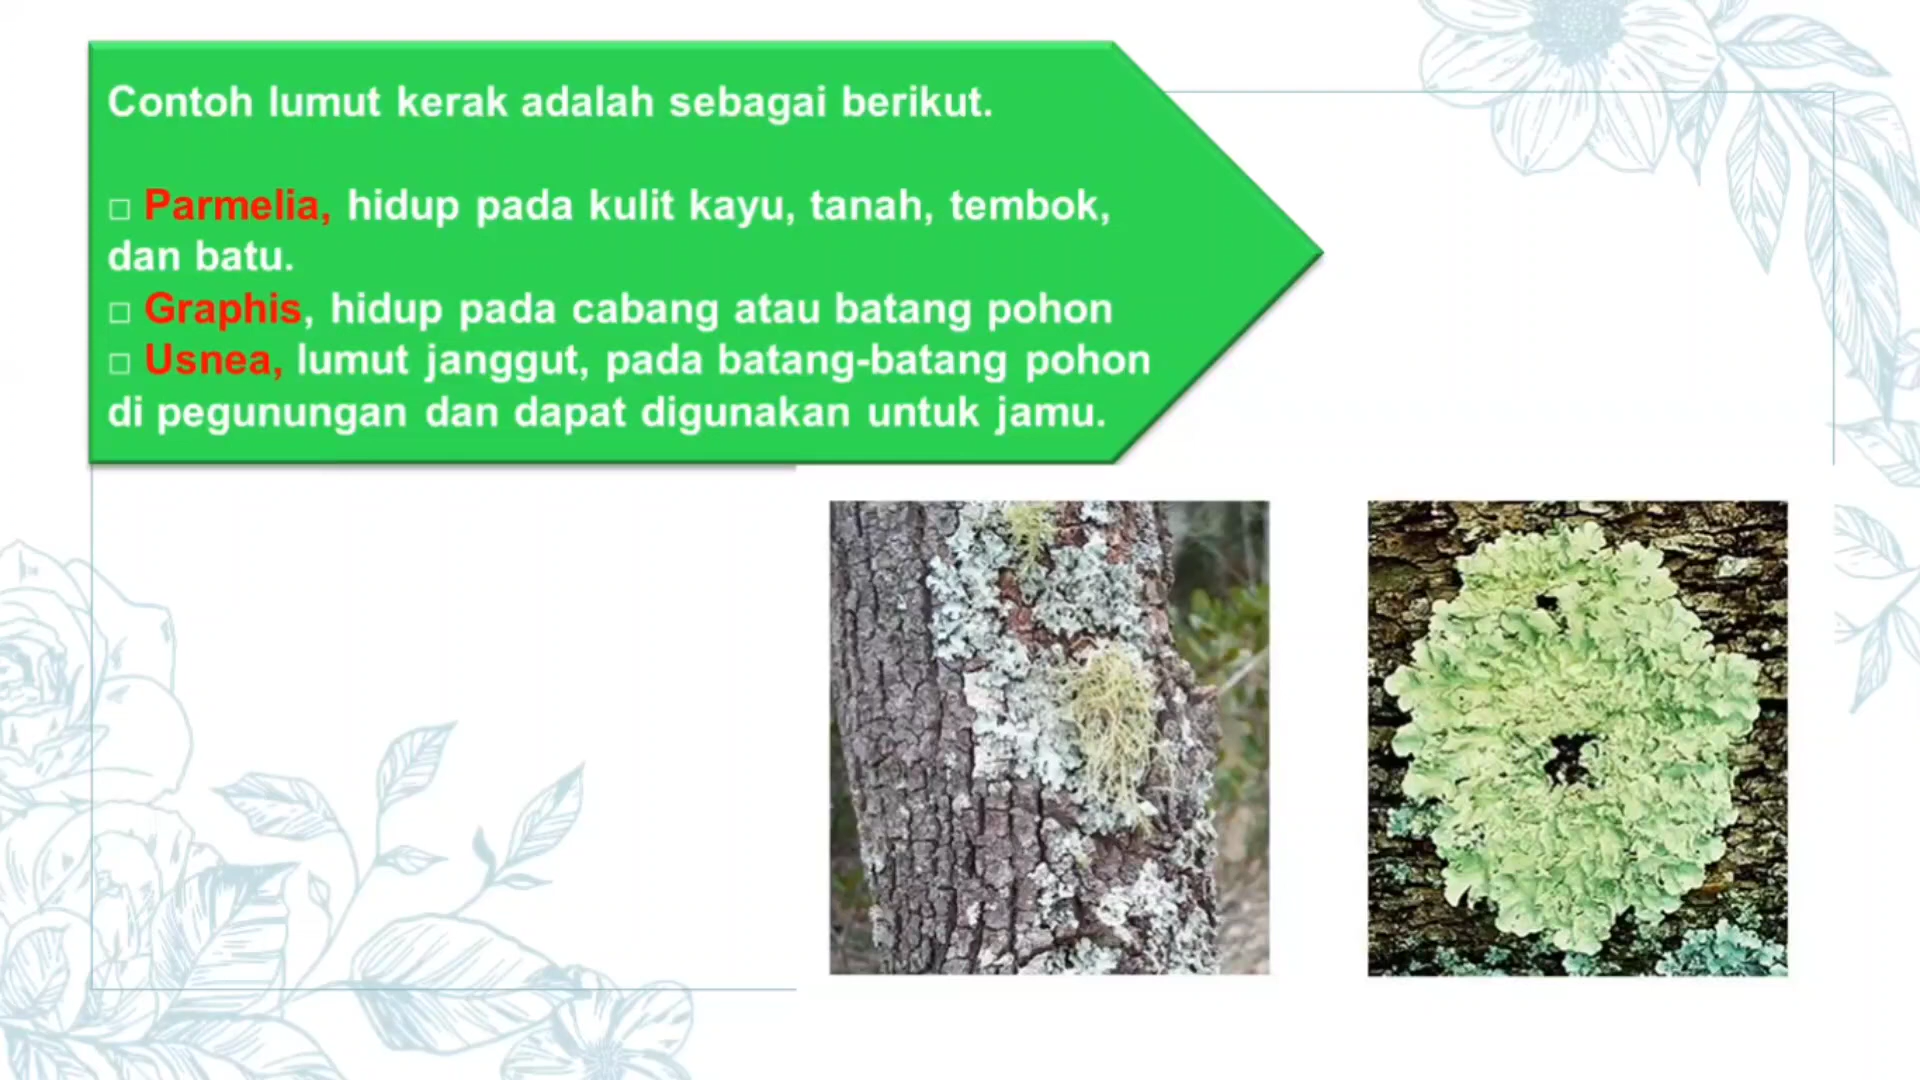 Contoh lumut kerak adalah sebagai berikut.
□ Parmelia, hidup pada kulit kayu, tanah, tembok,
dan batu.
□ Graphis, hidup pada cabang atau batang pohon
□ Usnea, lumut janggut, pada batang-batang pohon
di pegunungan dan dapat digunakan untuk jamu.